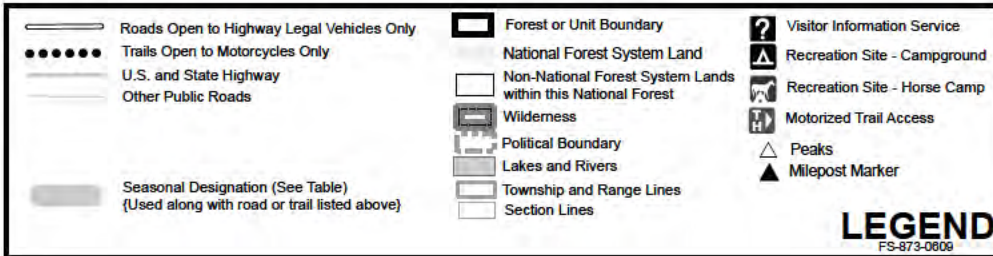 Roads Open to Highway Legal Vehicles Only
Trails Open to Motorcycles Only
U.S. and State Highway
Other Public Roads
Seasonal Designation (See Table)
{Used along with road or trail listed above}
Forest or Unit Boundary
National Forest System Land
Non-National Forest System Lands
within this National Forest
Wilderness
Political Boundary
Lakes and Rivers
Township and Range Lines
Section Lines
?
Visitor Information Service
Recreation Site - Campground
Recreation Site - Horse Camp
TH
Motorized Trail Access
Peaks
Milepost Marker
LEGEND
FS-873-0609